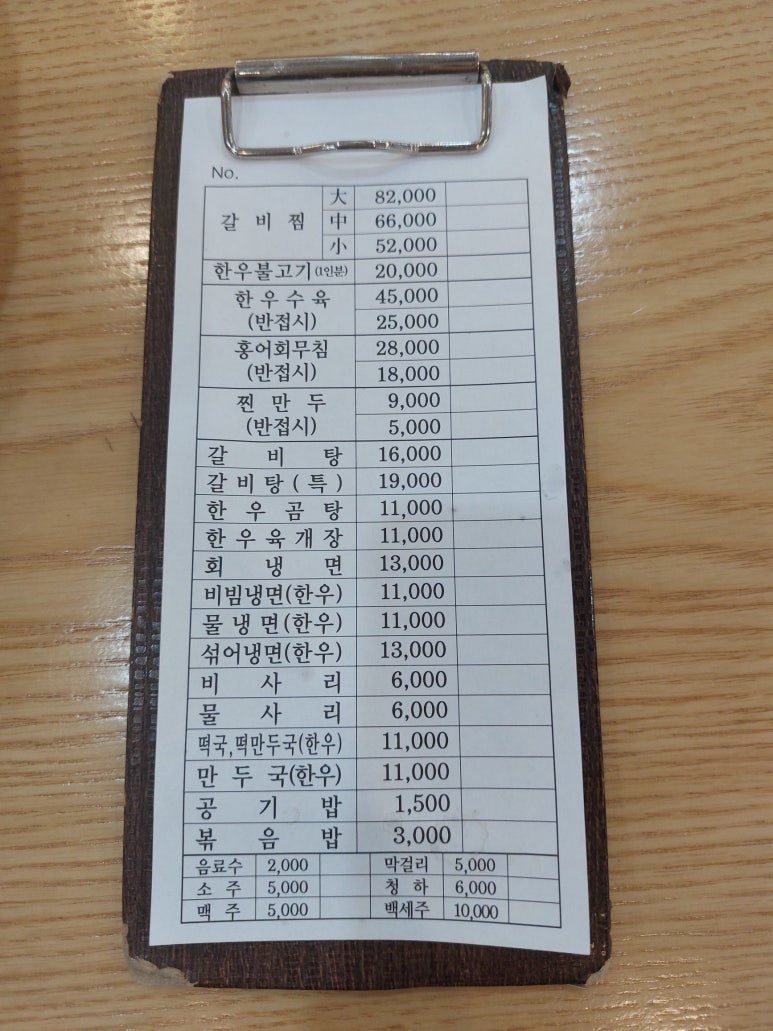 No.
갈비찜 大 82,000
中 66,000
小 52,000
한우불고기(1인분) 20,000
한우수육 45,000
(반접시) 25,000
홍어회무침 28,000
(반접시) 18,000
찐만두 9,000
(반접시) 5,000
갈비탕 16,000
갈비탕(특) 19,000
한우곰탕 11,000
한우육개장 11,000
회냉면 13,000
비빔냉면(한우) 11,000
물냉면(한우) 11,000
섞어냉면(한우) 13,000
비사리 6,000
물사리 6,000
떡국,떡만두국(한우) 11,000
만두국(한우) 11,000
공기밥 1,500
볶음밥 3,000
음료수 2,000 막걸리 5,000
소주 5,000 청하 6,000
맥주 5,000 백세주 10,000